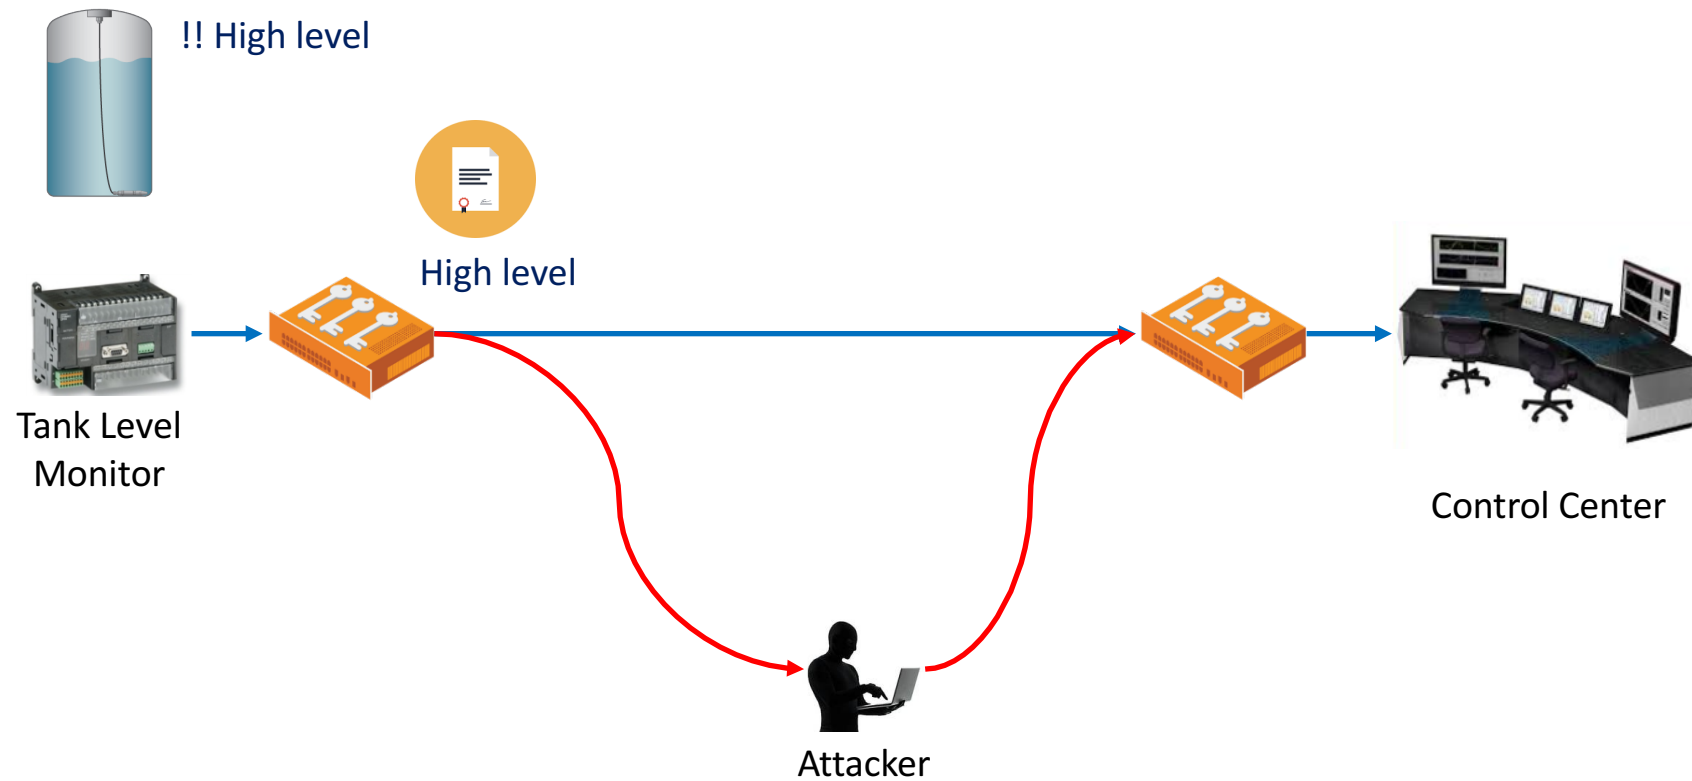 !! High level
High level
Tank Level
Monitor
Control Center
Attacker